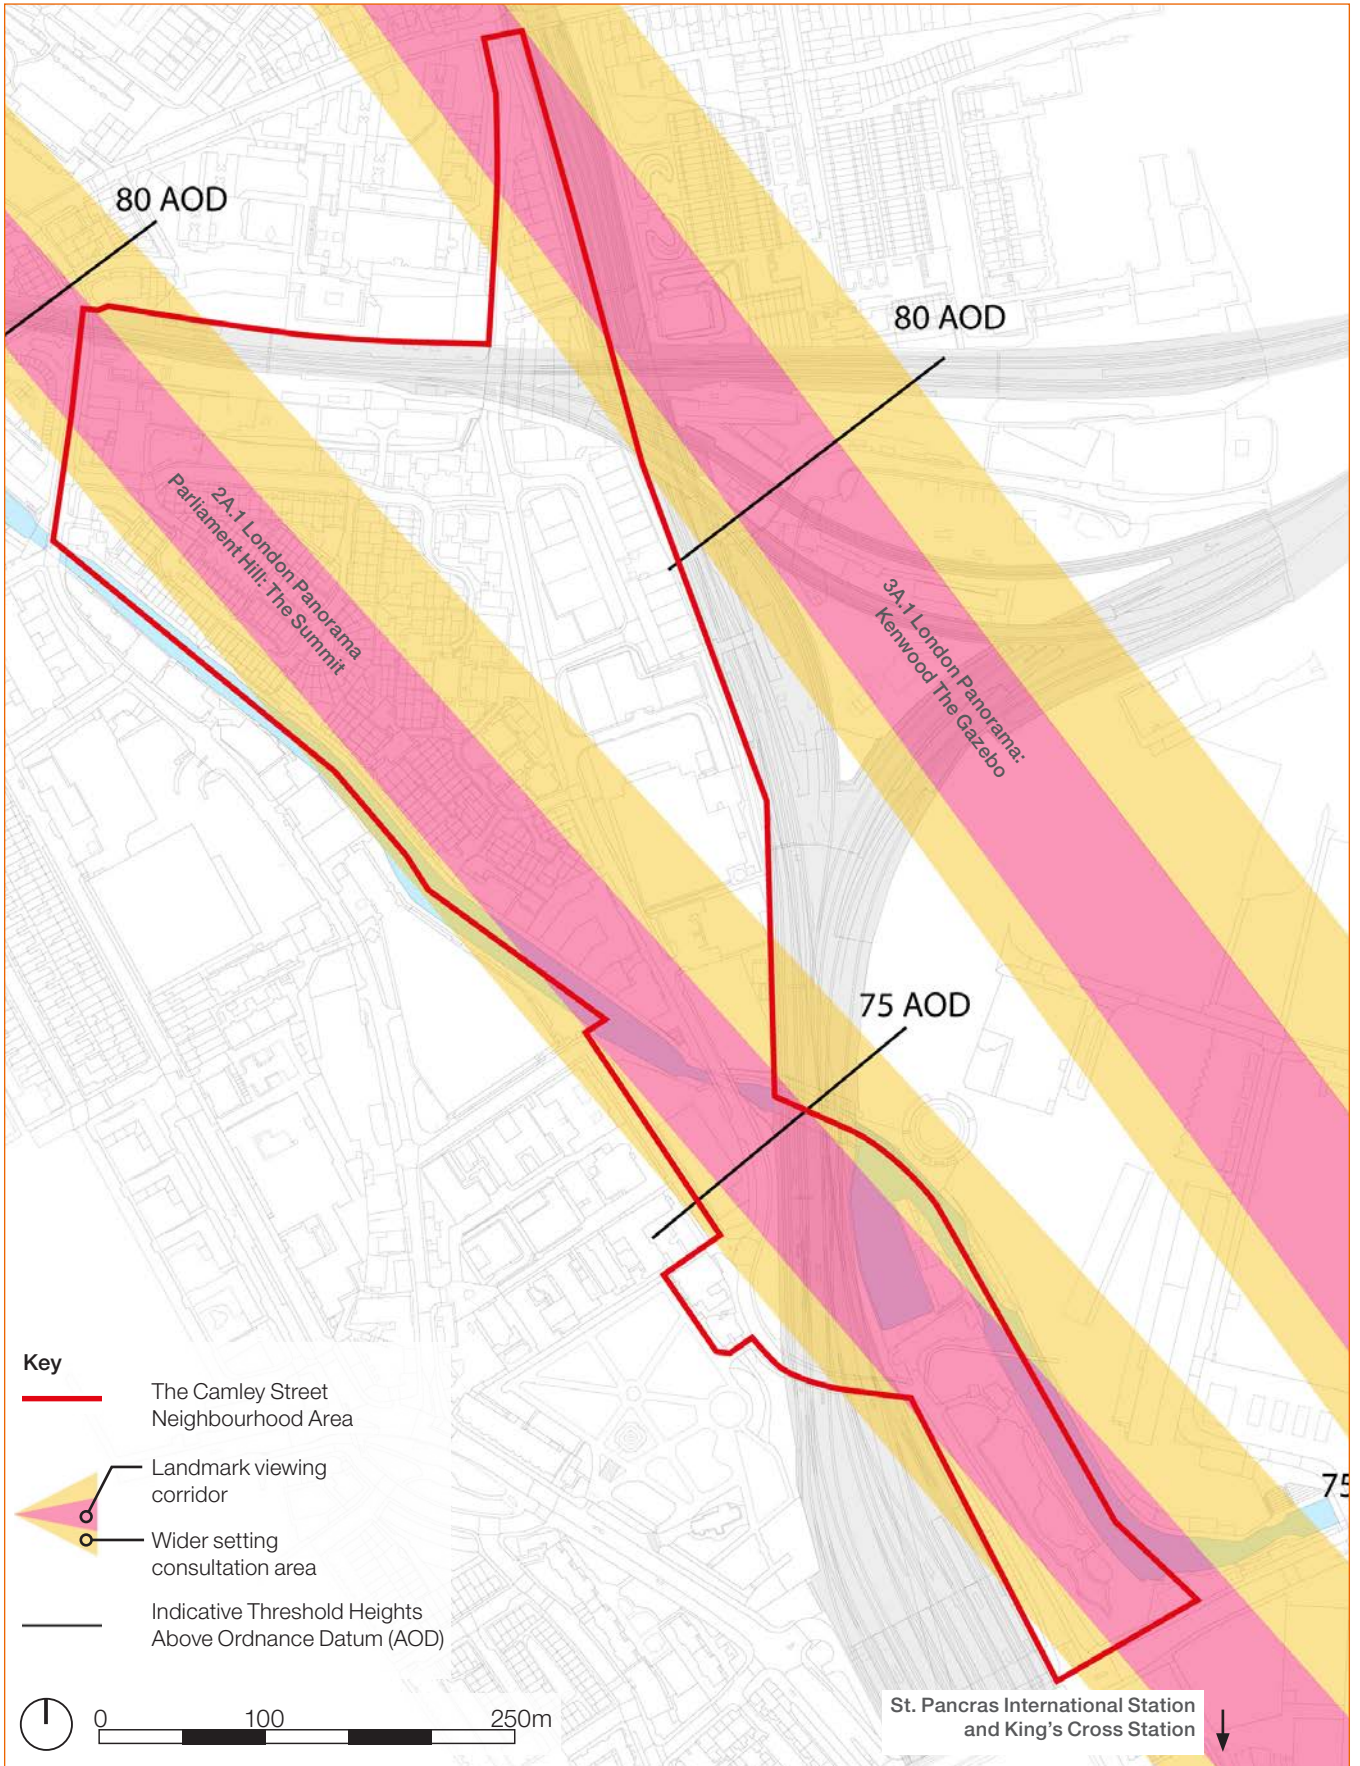 80 AOD
80 AOD
2A.1 London Panorama
Parliament Hill: The Summit
3A.1 London Panorama:
Kenwood The Gazebo
75 AOD
75
Key
The Camley Street
Neighbourhood Area
Landmark viewing
corridor
Wider setting
consultation area
Indicative Threshold Heights
Above Ordnance Datum (AOD)
0 100 250m
St. Pancras International Station
and King's Cross Station